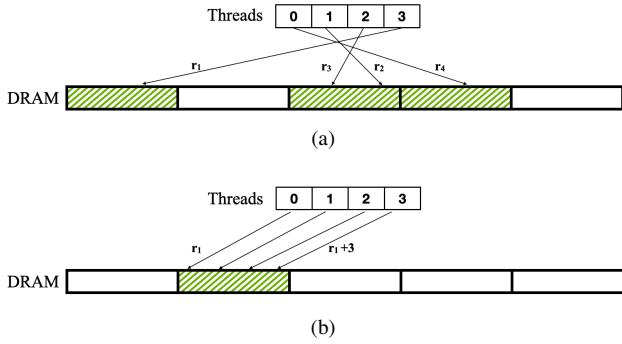 Threads 0 1 2 3
r₁ r₃ r₂ r₄
DRAM
(a)
Threads 0 1 2 3
r₁ r₁ +3
DRAM
(b)